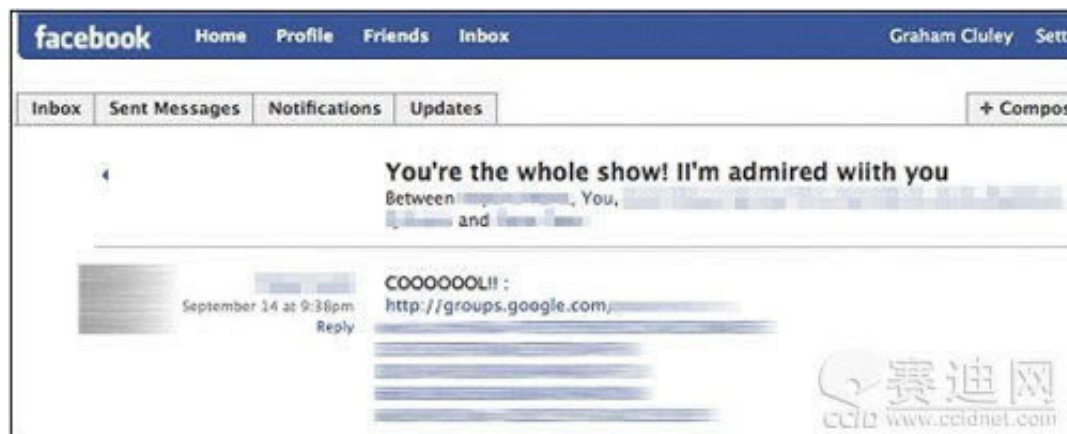 facebook Home Profile Friends Inbox Graham Cluley Sett
Inbox Sent Messages Notifications Updates + Compos
You're the whole show! II'm admired wiith you
Between , You,
and
COOOOOOL!! :
September 14 at 9:38pm http://groups.google.com/
Reply
赛迪网
CCID www.ccidnet.com